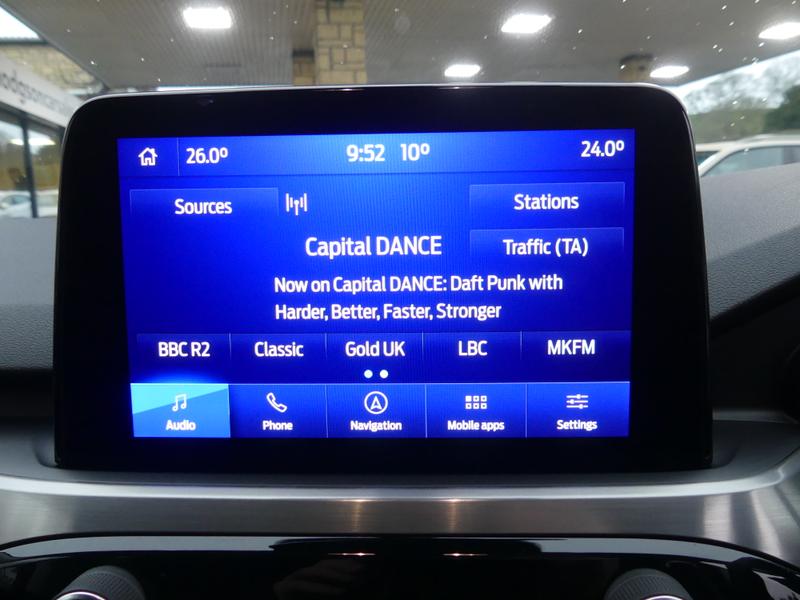 26.0° 9:52 10° 24.0°
Sources Stations
Capital DANCE Traffic (TA)
Now on Capital DANCE: Daft Punk with
Harder, Better, Faster, Stronger
BBC R2 Classic Gold UK LBC MKFM
Audio Phone Navigation Mobile apps Settings